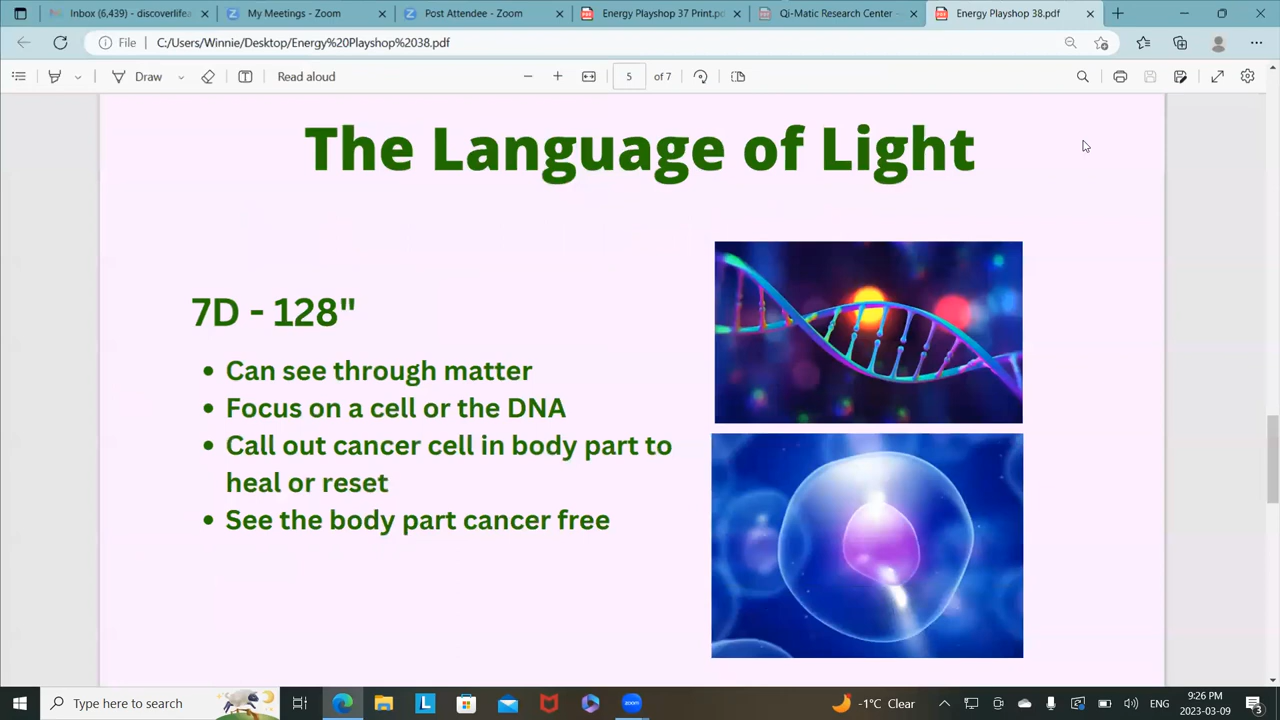 Inbox (6,439) - discoverlifea
My Meetings - Zoom
Post Attendee - Zoom
Energy Playshop 37 Print.pd
Qi-Matic Research Center -
Energy Playshop 38.pdf
File C:/Users/Winnie/Desktop/Energy%20Playshop%2038.pdf
Draw Read aloud 5 of 7
The Language of Light
7D - 128"
• Can see through matter
• Focus on a cell or the DNA
• Call out cancer cell in body part to
heal or reset
• See the body part cancer free
Type here to search
L
zoom
-1°C Clear
ENG
9:26 PM
2023-03-09
3